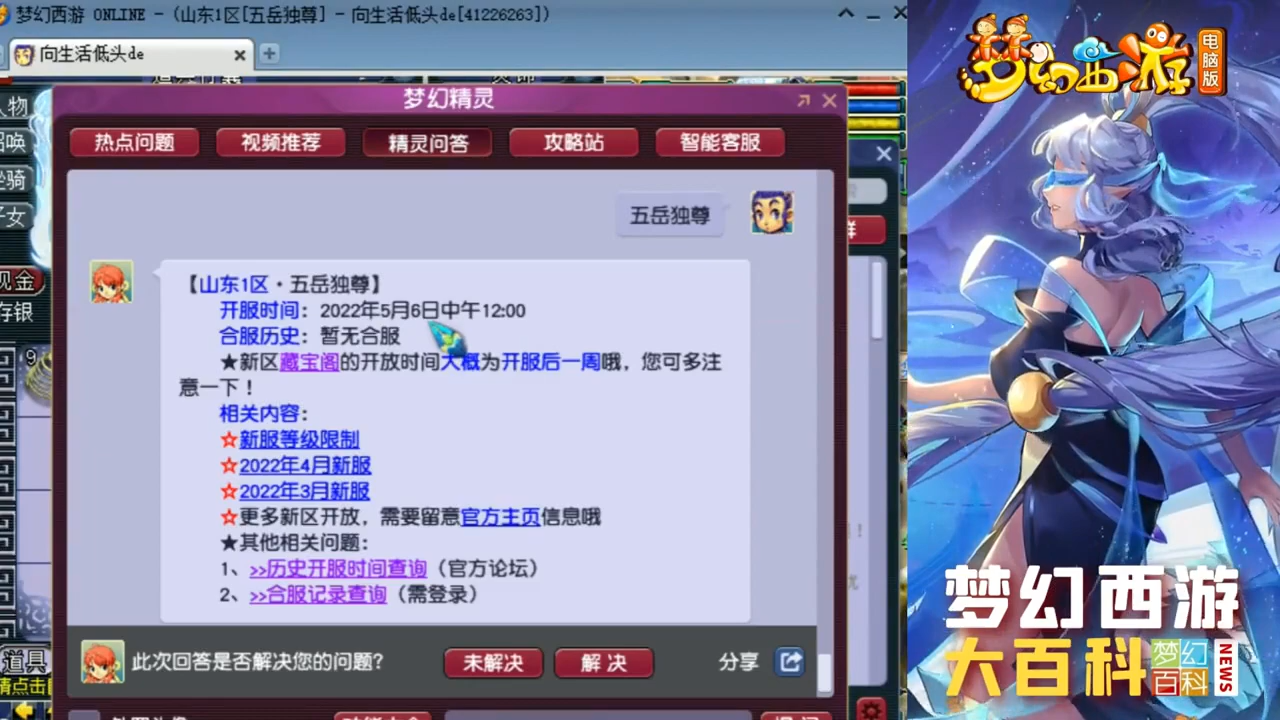 梦幻西游 ONLINE - (山东1区[五岳独尊] - 向生活低头de[41226263])
向生活低头de
梦幻精灵
热点问题 视频推荐 精灵问答 攻略站 智能客服
五岳独尊
【山东1区·五岳独尊】
开服时间：2022年5月6日中午12:00
合服历史：暂无合服
★新区藏宝阁的开放时间大概为开服后一周哦，您可多注
意一下！
相关内容：
☆新服等级限制
☆2022年4月新服
☆2022年3月新服
☆更多新区开放，需要留意官方主页信息哦
★其他相关问题：
1、>>历史开服时间查询（官方论坛）
2、>>合服记录查询（需登录）
此次回答是否解决您的问题?
未解决 解 决 分享
人物
召唤
坐骑
子女
现金
存银
9
道具
请点击
梦幻西游
电脑版
梦幻西游
大百科
梦幻百科
NEWS